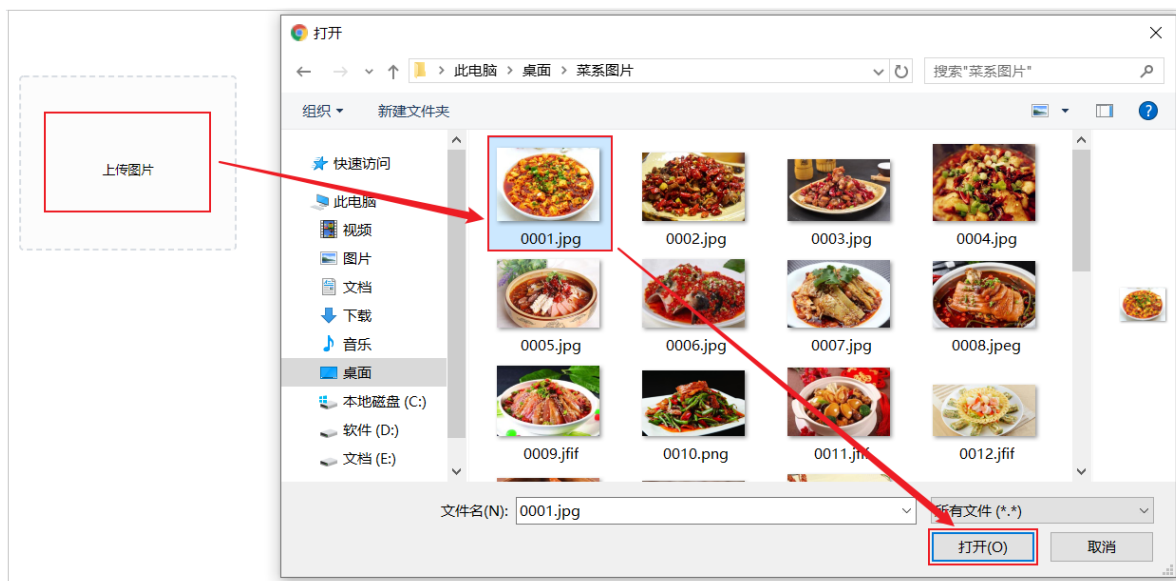 打开
此电脑 > 桌面 > 菜系图片
搜索"菜系图片"
组织
新建文件夹
上传图片
快速访问
此电脑
视频
图片
文档
下载
音乐
桌面
本地磁盘 (C:)
软件 (D:)
文档 (E:)
0001.jpg
0002.jpg
0003.jpg
0004.jpg
0005.jpg
0006.jpg
0007.jpg
0008.jpeg
0009.jfif
0010.png
0011.jfif
0012.jfif
文件名(N):
0001.jpg
所有文件 (*.*)
打开(O)
取消